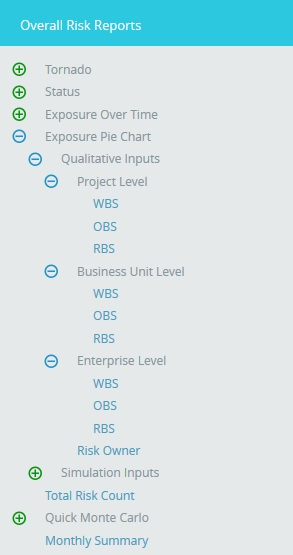 Overall Risk Reports
Tornado
Status
Exposure Over Time
Exposure Pie Chart
Qualitative Inputs
Project Level
WBS
OBS
RBS
Business Unit Level
WBS
OBS
RBS
Enterprise Level
WBS
OBS
RBS
Risk Owner
Simulation Inputs
Total Risk Count
Quick Monte Carlo
Monthly Summary